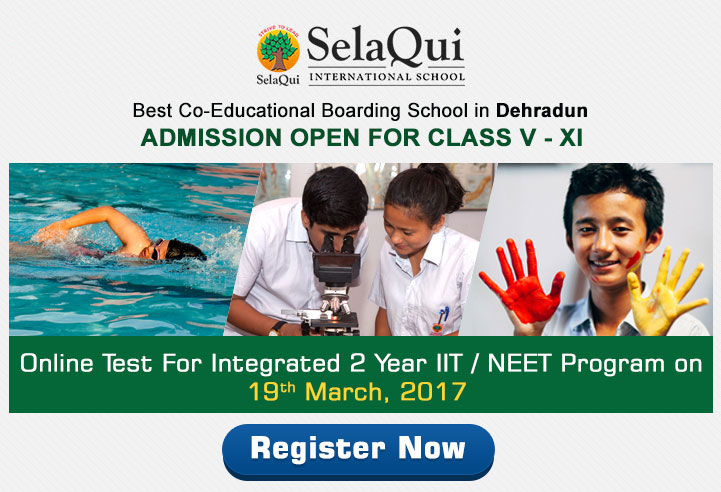 STRIVE TO LEAD
SelaQui
SelaQui
INTERNATIONAL SCHOOL
Best Co-Educational Boarding School in Dehradun
ADMISSION OPEN FOR CLASS V - XI
Online Test For Integrated 2 Year IIT / NEET Program on
19th March, 2017
Register Now